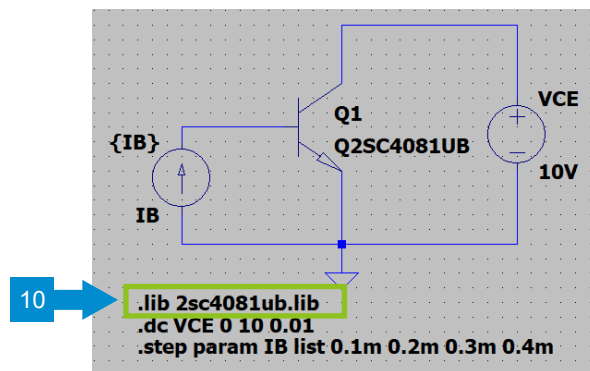 VCE
Q1
{IB}
Q2SC4081UB
10V
IB
10
.lib 2sc4081ub.lib
.dc VCE 0 10 0.01
.step param IB list 0.1m 0.2m 0.3m 0.4m